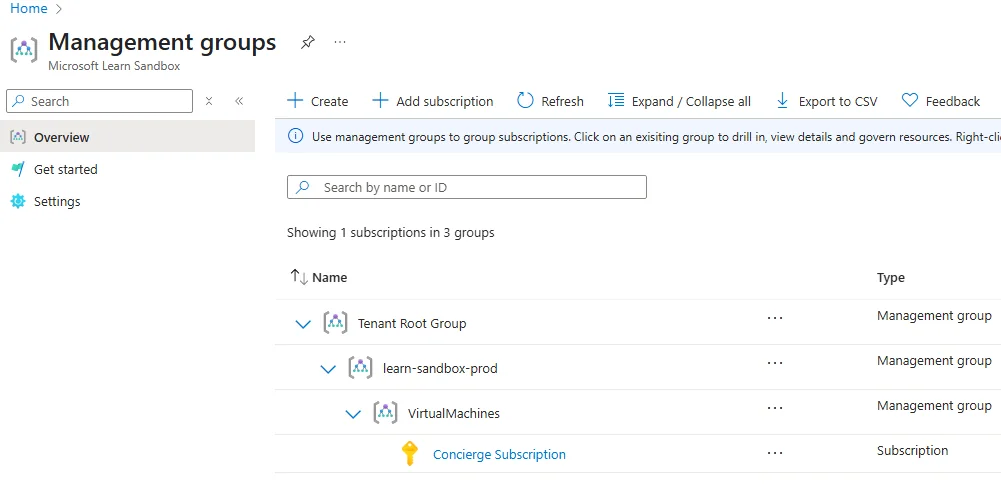 Home
Management groups
Microsoft Learn Sandbox
Search
Create Add subscription Refresh Expand / Collapse all Export to CSV Feedback
Overview
Use management groups to group subscriptions. Click on an exisiting group to drill in, view details and govern resources. Right-cli
Get started
Search by name or ID
Settings
Showing 1 subscriptions in 3 groups
Name Type
Tenant Root Group ... Management group
learn-sandbox-prod ... Management group
VirtualMachines ... Management group
Concierge Subscription ... Subscription